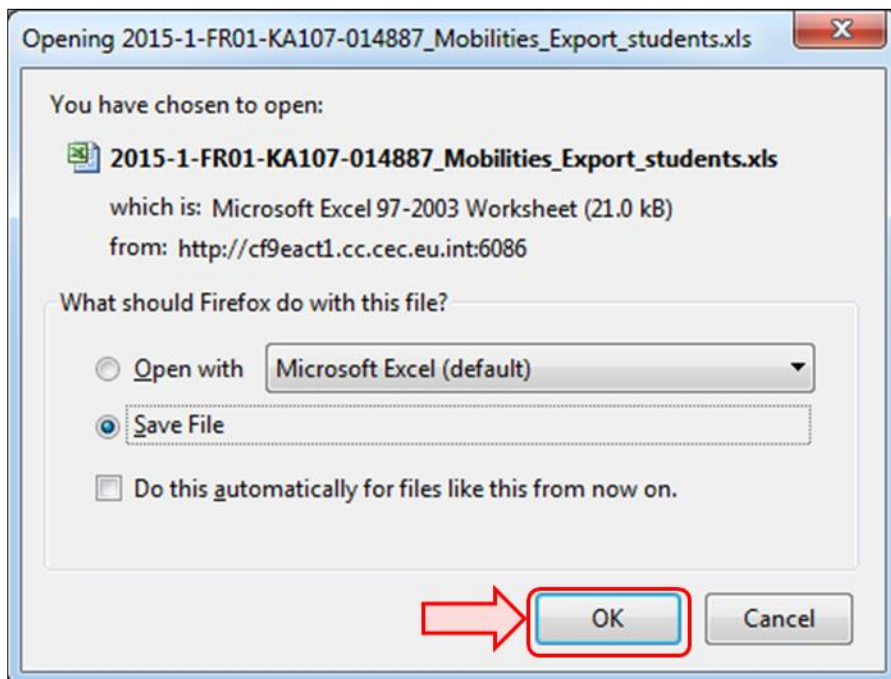 Opening 2015-1-FR01-KA107-014887_Mobilities_Export_students.xls
You have chosen to open:
2015-1-FR01-KA107-014887_Mobilities_Export_students.xls
which is: Microsoft Excel 97-2003 Worksheet (21.0 kB)
from: http://cf9eact1.cc.cec.eu.int:6086
What should Firefox do with this file?
Open with Microsoft Excel (default)
Save File
Do this automatically for files like this from now on.
OK Cancel